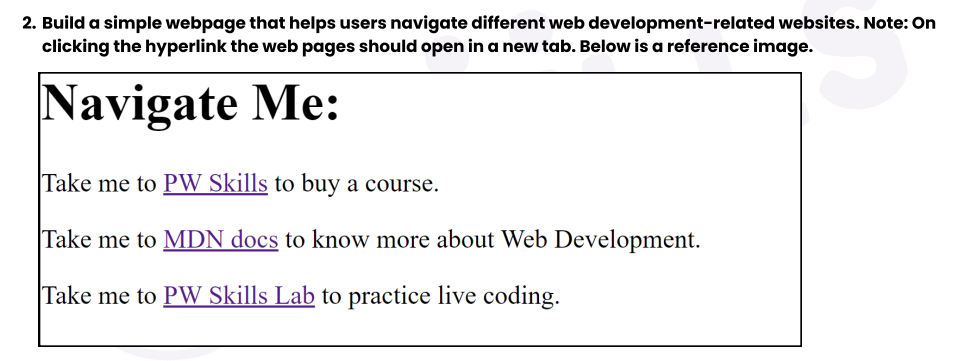 2. Build a simple webpage that helps users navigate different web development-related websites. Note: On
clicking the hyperlink the web pages should open in a new tab. Below is a reference image.
Navigate Me:
Take me to PW Skills to buy a course.
Take me to MDN docs to know more about Web Development.
Take me to PW Skills Lab to practice live coding.